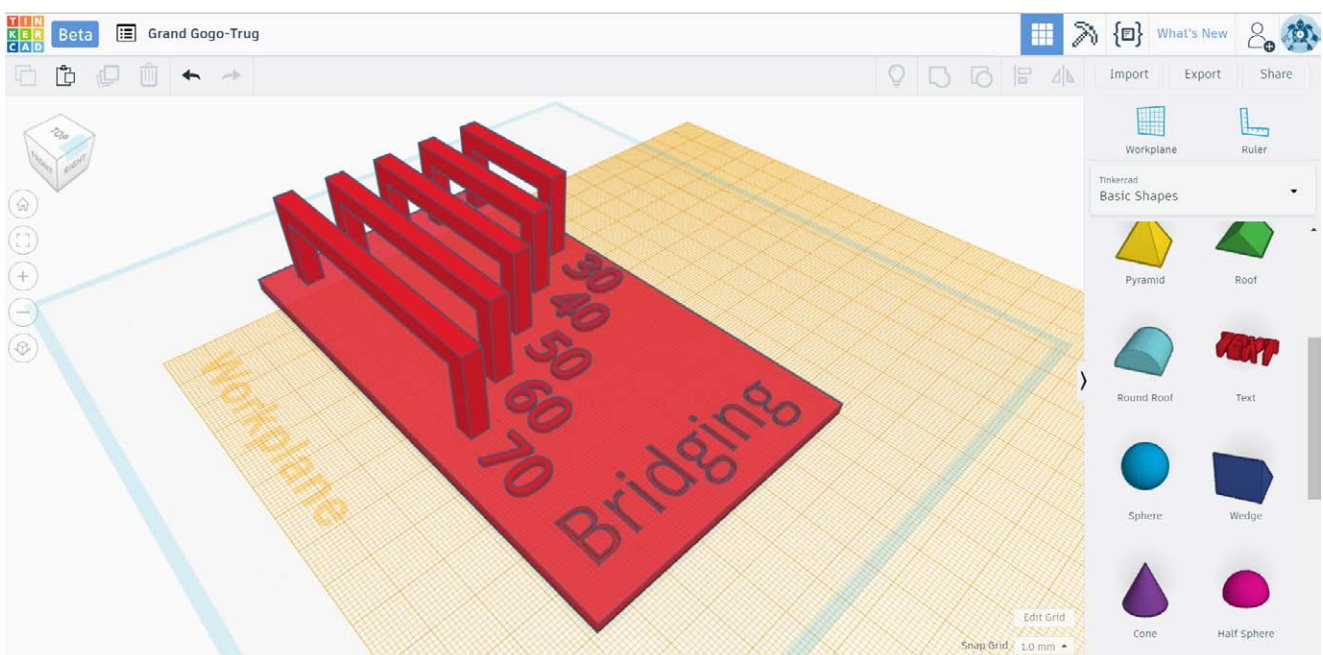 TIN
KER
CAD
Beta
Grand Gogo-Trug
What's New
Import
Export
Share
TOP
FRONT
RIGHT
Workplane
Ruler
Tinkercad
Basic Shapes
Pyramid
Roof
Round Roof
TEXT
Text
Sphere
Wedge
Cone
Half Sphere
30
40
50
60
70
Bridging
Workplane
Edit Grid
Snap Grid 1.0 mm